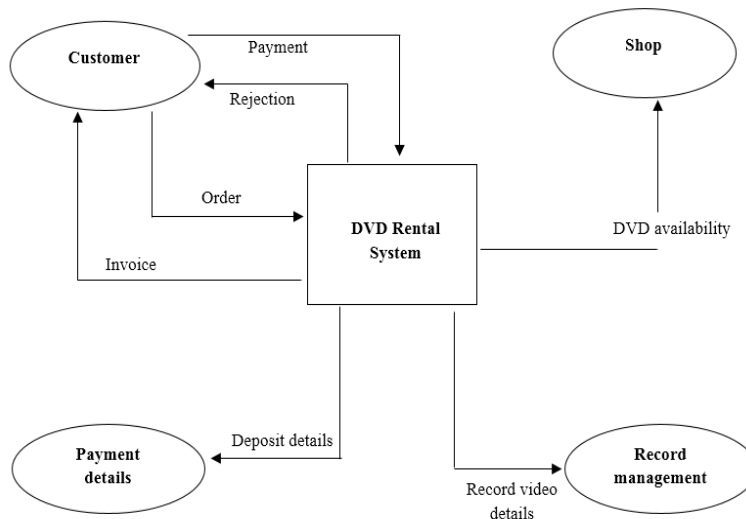 Customer
Payment
Shop
Rejection
Order
DVD Rental
System
DVD availability
Invoice
Deposit details
Payment
details
Record
management
Record video
details